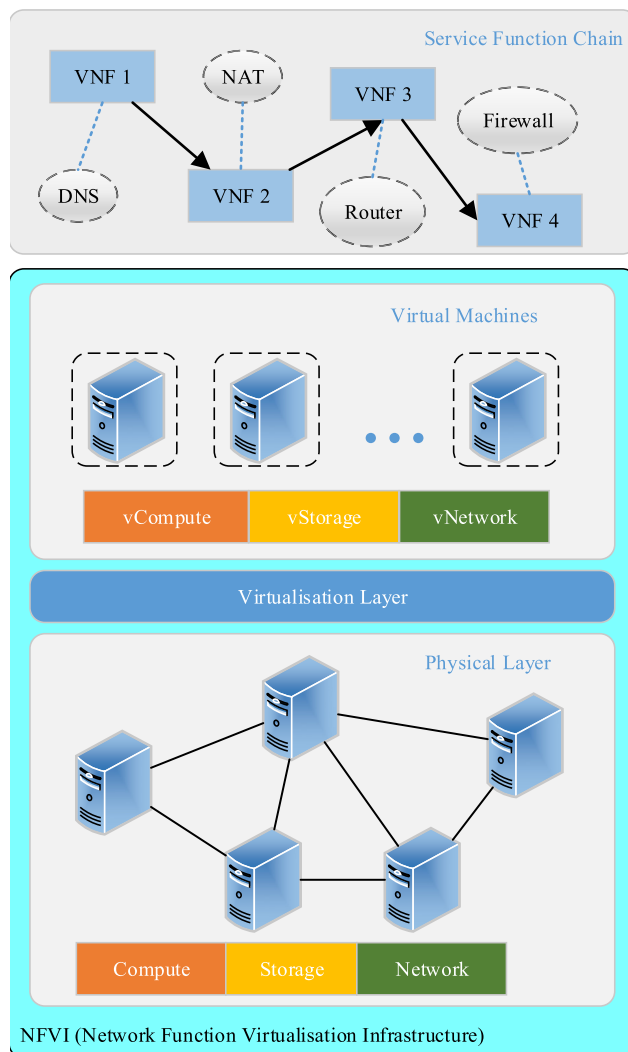 Service Function Chain
VNF 1
NAT
VNF 3
Firewall
DNS
VNF 2
Router
VNF 4
Virtual Machines
vCompute
vStorage
vNetwork
Virtualisation Layer
Physical Layer
Compute
Storage
Network
NFVI (Network Function Virtualisation Infrastructure)